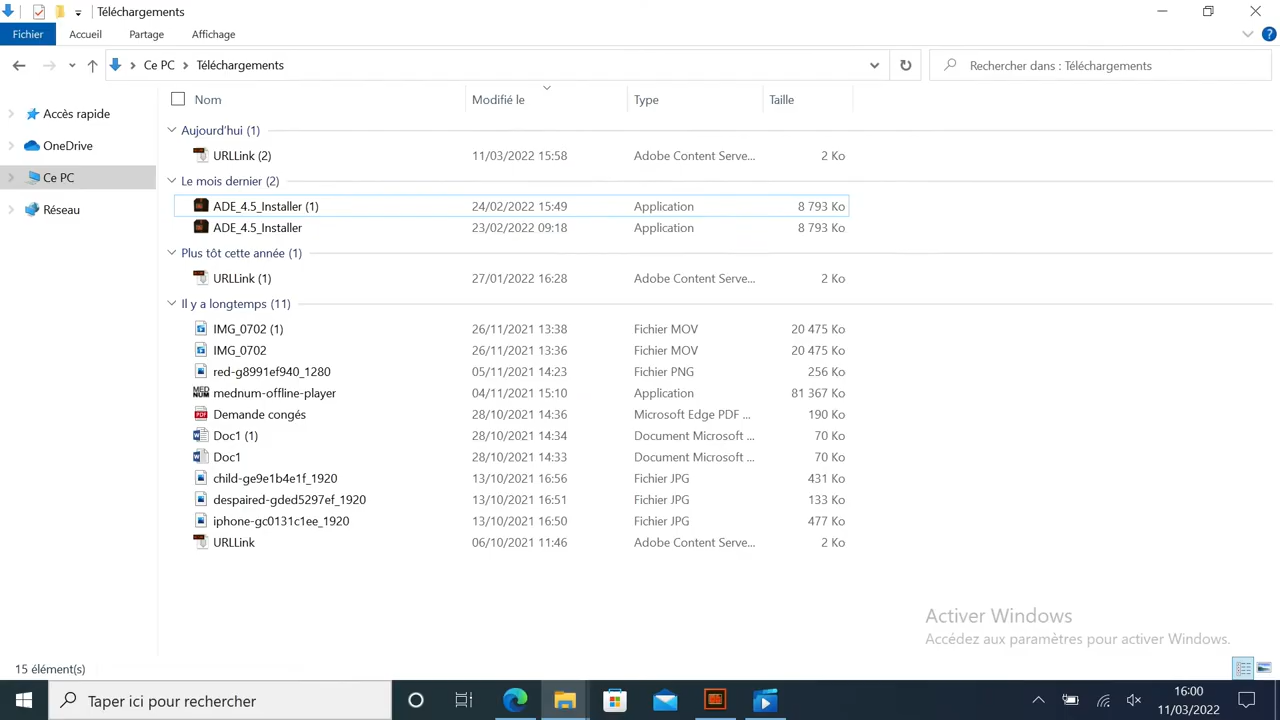 Téléchargements
Fichier Accueil Partage Affichage
Ce PC Téléchargements Rechercher dans : Téléchargements
Nom Modifié le Type Taille
Accès rapide
OneDrive
Ce PC
Réseau
Aujourd'hui (1)
URLLink (2) 11/03/2022 15:58 Adobe Content Serve... 2 Ko
Le mois dernier (2)
ADE_4.5_Installer (1) 24/02/2022 15:49 Application 8 793 Ko
ADE_4.5_Installer 23/02/2022 09:18 Application 8 793 Ko
Plus tôt cette année (1)
URLLink (1) 27/01/2022 16:28 Adobe Content Serve... 2 Ko
Il y a longtemps (11)
IMG_0702 (1) 26/11/2021 13:38 Fichier MOV 20 475 Ko
IMG_0702 26/11/2021 13:36 Fichier MOV 20 475 Ko
red-g8991ef940_1280 05/11/2021 14:23 Fichier PNG 256 Ko
MED NUM mednum-offline-player 04/11/2021 15:10 Application 81 367 Ko
PDF Demande congés 28/10/2021 14:36 Microsoft Edge PDF ... 190 Ko
Doc1 (1) 28/10/2021 14:34 Document Microsoft ... 70 Ko
Doc1 28/10/2021 14:33 Document Microsoft ... 70 Ko
child-ge9e1b4e1f_1920 13/10/2021 16:56 Fichier JPG 431 Ko
despaired-gded5297ef_1920 13/10/2021 16:51 Fichier JPG 133 Ko
iphone-gc0131c1ee_1920 13/10/2021 16:50 Fichier JPG 477 Ko
URLLink 06/10/2021 11:46 Adobe Content Serve... 2 Ko
Activer Windows
Accédez aux paramètres pour activer Windows.
15 élément(s)
Taper ici pour rechercher
16:00
11/03/2022